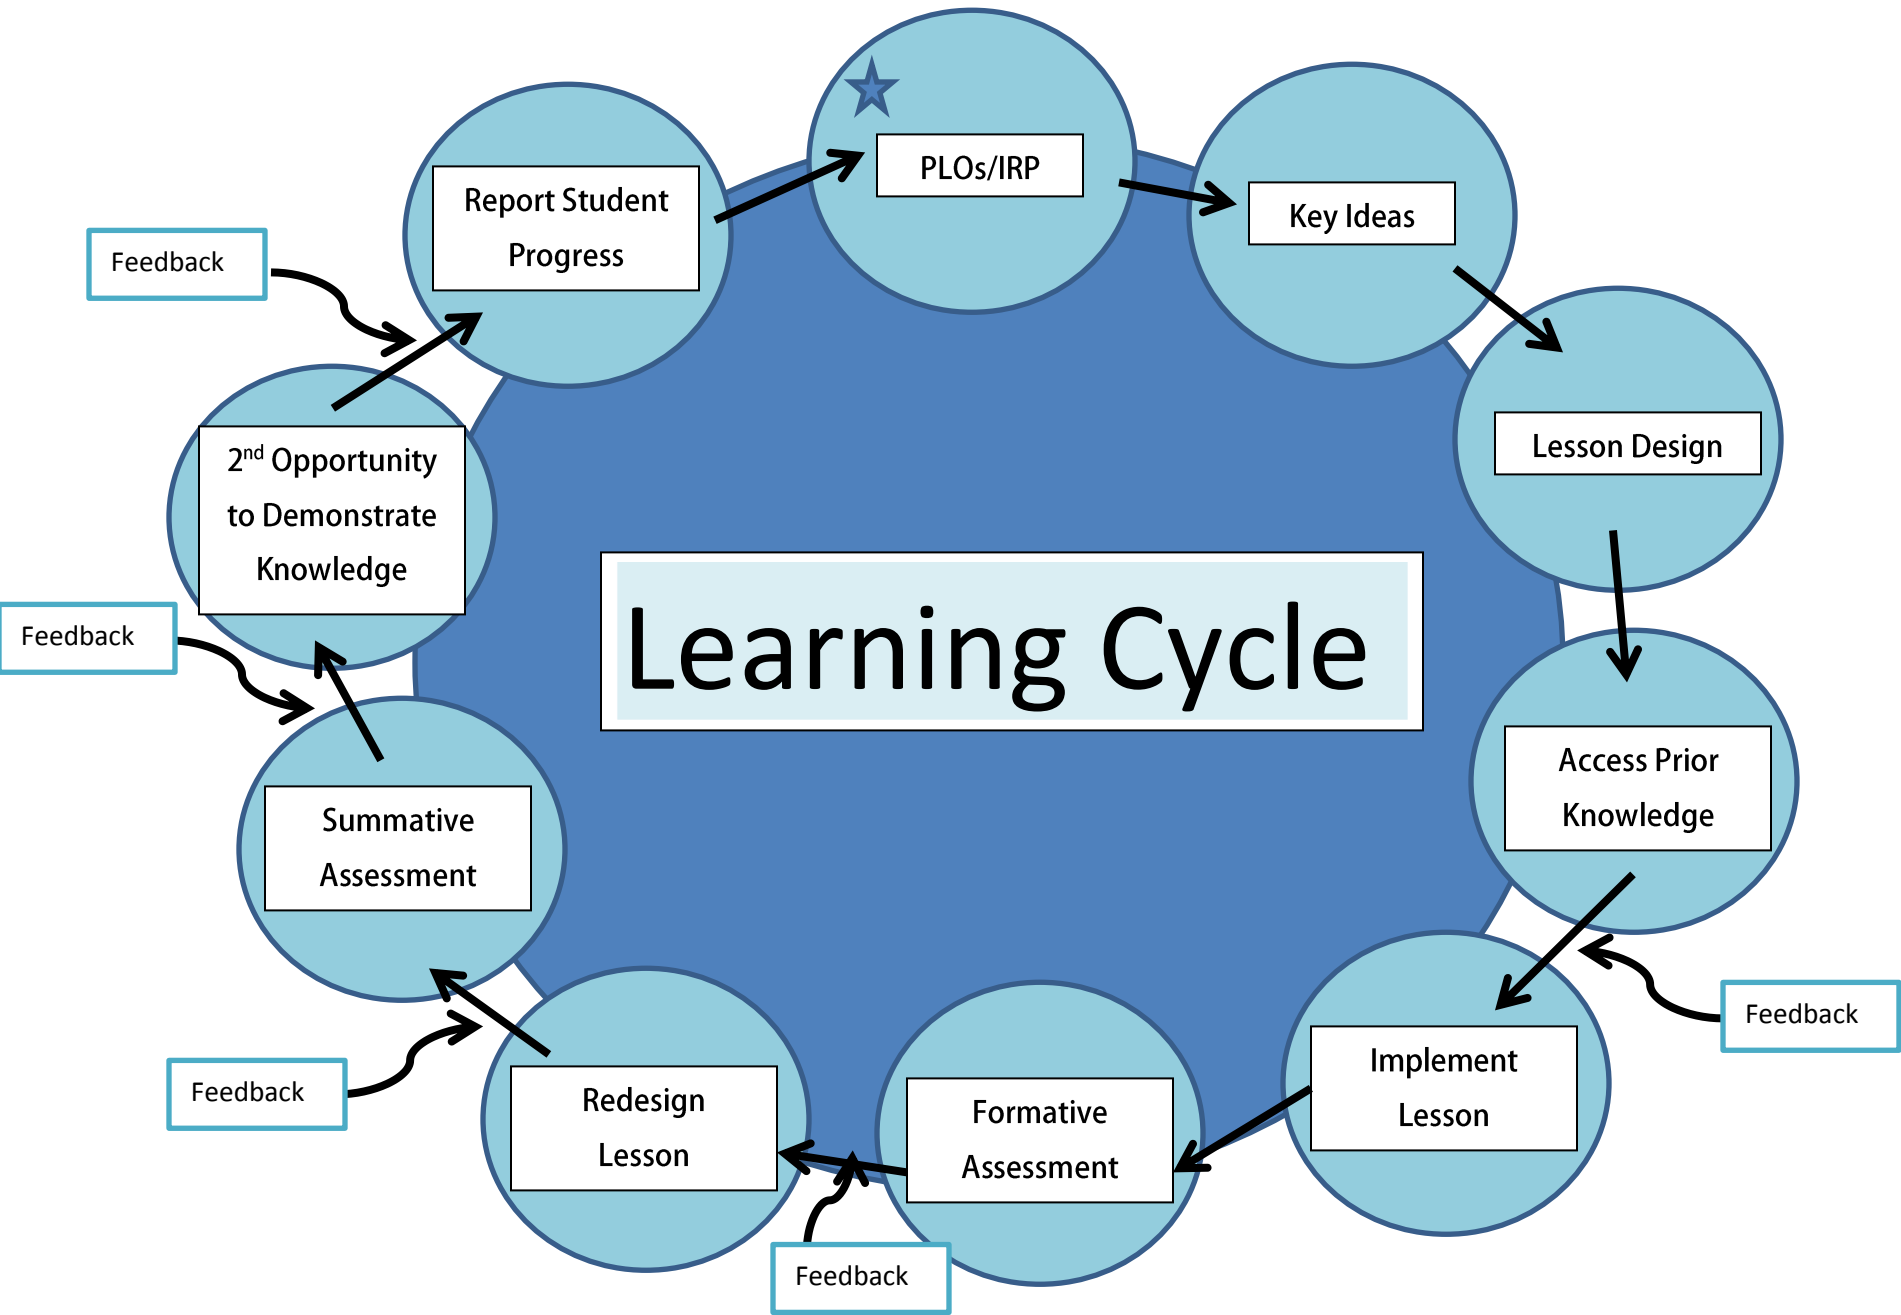 PLOs/IRP
Key Ideas
Lesson Design
Access Prior
Knowledge
Feedback
Implement
Lesson
Formative
Assessment
Feedback
Redesign
Lesson
Feedback
Summative
Assessment
Feedback
2nd Opportunity
to Demonstrate
Knowledge
Feedback
Report Student
Progress
Learning Cycle